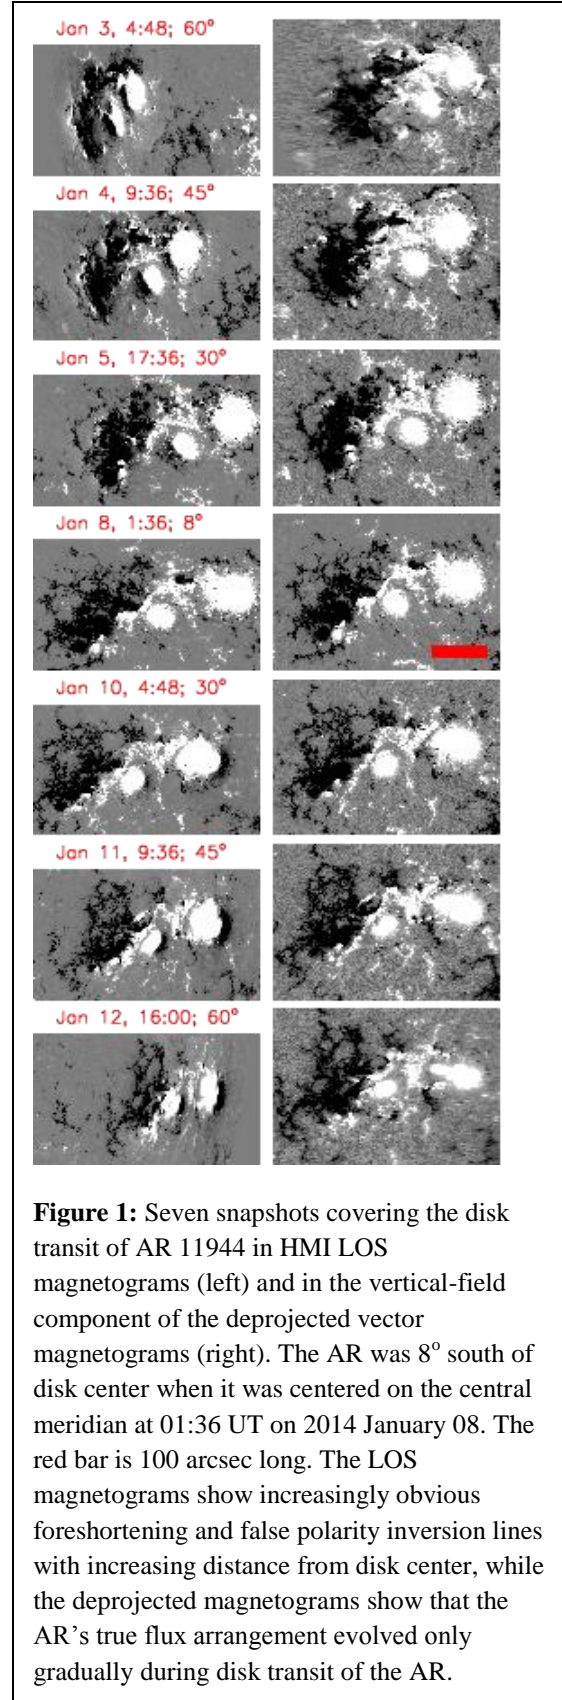 Jan 3, 4:48; 60°
Jan 4, 9:36; 45°
Jan 5, 17:36; 30°
Jan 8, 1:36; 8°
Jan 10, 4:48; 30°
Jan 11, 9:36; 45°
Jan 12, 16:00; 60°
Figure 1: Seven snapshots covering the disk
transit of AR 11944 in HMI LOS
magnetograms (left) and in the vertical-field
component of the deprojected vector
magnetograms (right). The AR was 8° south of
disk center when it was centered on the central
meridian at 01:36 UT on 2014 January 08. The
red bar is 100 arcsec long. The LOS
magnetograms show increasingly obvious
foreshortening and false polarity inversion lines
with increasing distance from disk center, while
the deprojected magnetograms show that the
AR’s true flux arrangement evolved only
gradually during disk transit of the AR.